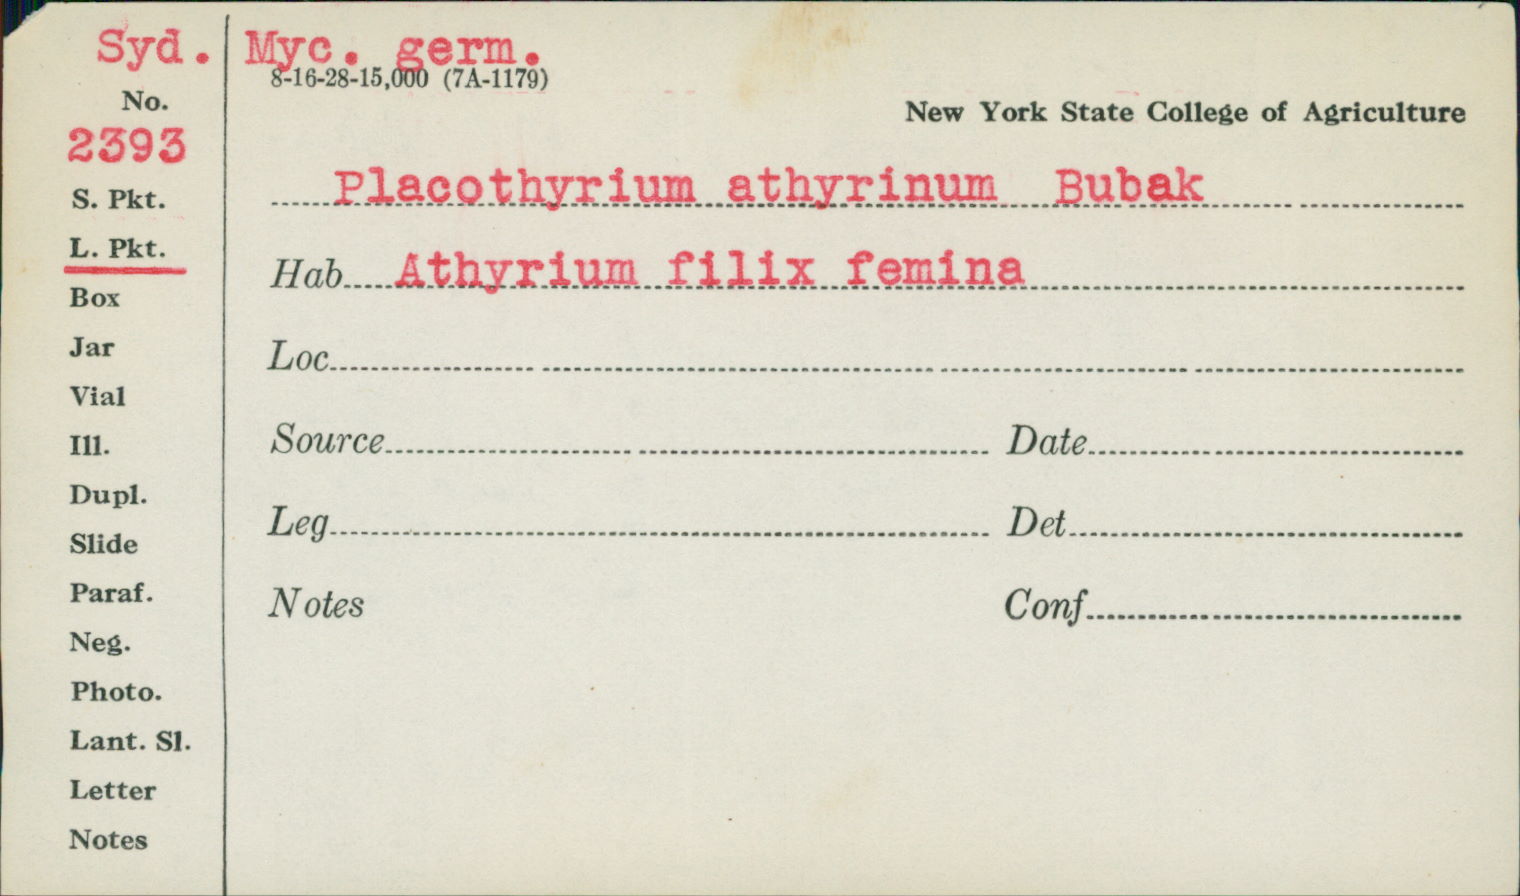 Syd. Myc. germ.
8-16-28-15,000 (7A-1179)
No.
New York State College of Agriculture
2393
Placothyrium athyrinum Bubak
S. Pkt.
L. Pkt.
Hab Athyrium filix femina
Box
Jar
Loc
Vial
Ill.
Source Date
Dupl.
Slide
Leg Det
Paraf.
Notes Conf
Neg.
Photo.
Lant. Sl.
Letter
Notes